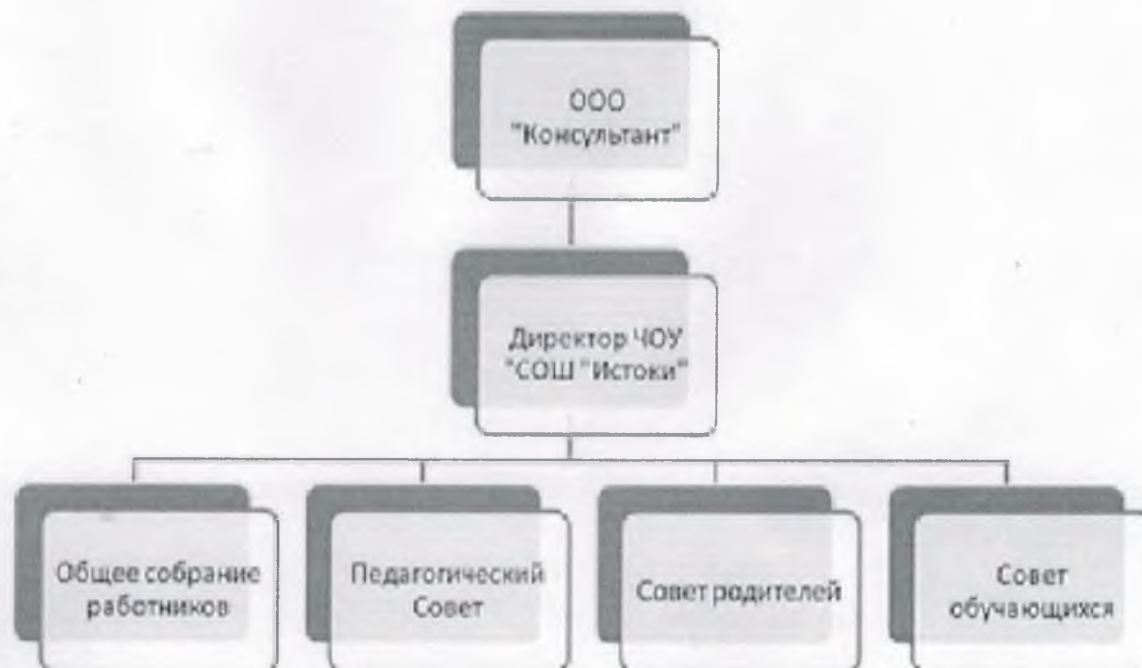 ООО
"Консультант"
Директор ЧОУ
"СОШ "Истоки"
Общее собрание
работников
Педагогический
Совет
Совет родителей
Совет
обучающихся